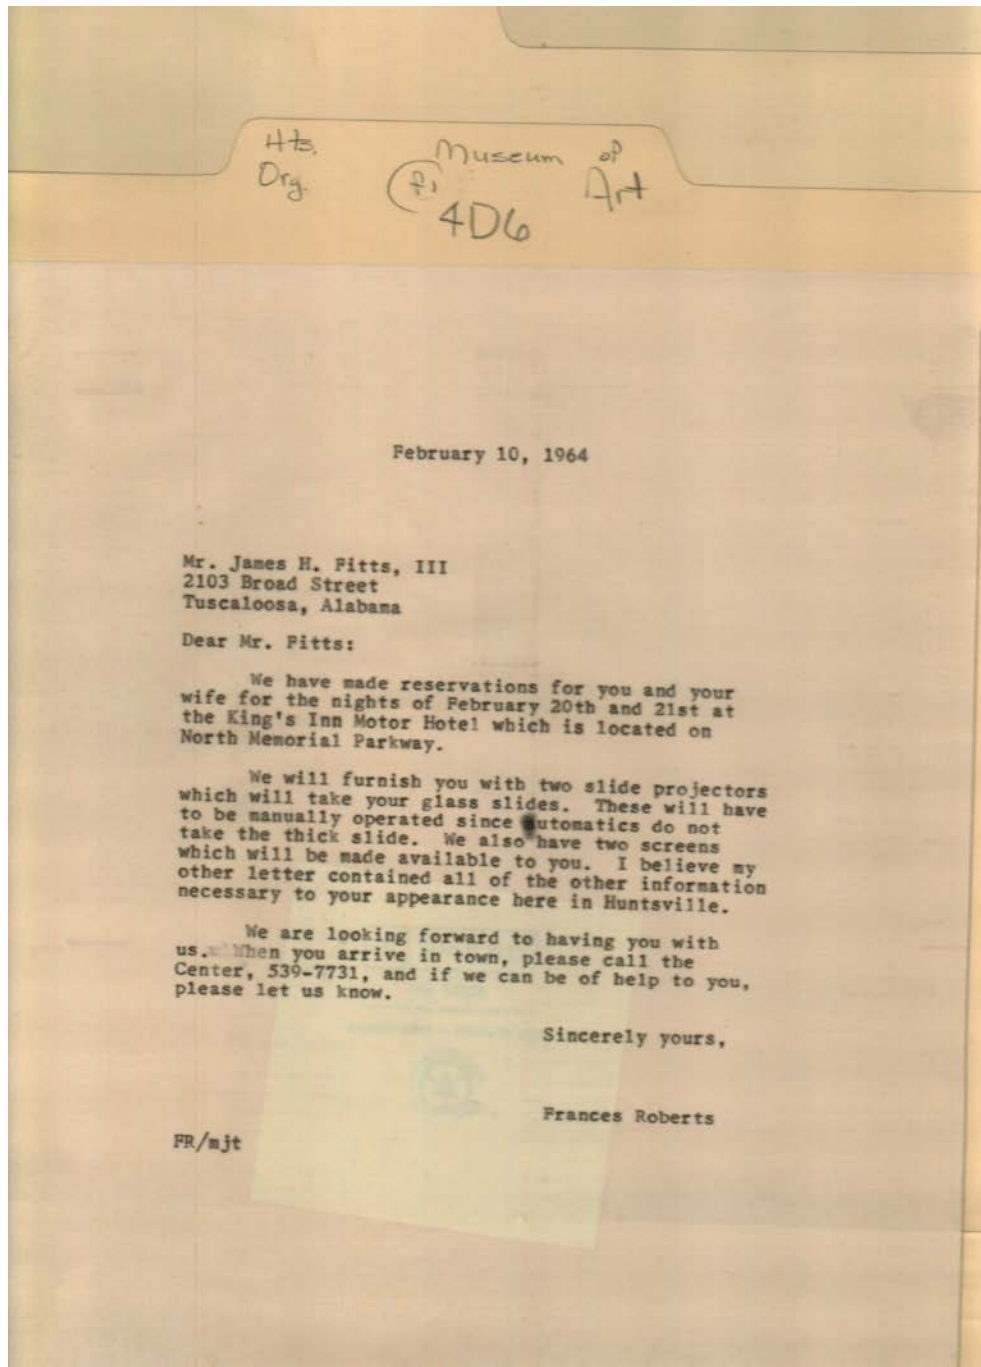 Hts. Museum of
Org. Art
4D6
February 10, 1964
Mr. James H. Fitts, III
2103 Broad Street
Tuscaloosa, Alabama
Dear Mr. Fitts:
We have made reservations for you and your
wife for the nights of February 20th and 21st at
the King's Inn Motor Hotel which is located on
North Memorial Parkway.
We will furnish you with two slide projectors
which will take your glass slides. These will have
to be manually operated since automatics do not
take the thick slide. We also have two screens
which will be made available to you. I believe my
other letter contained all of the other information
necessary to your appearance here in Huntsville.
We are looking forward to having you with
us. When you arrive in town, please call the
Center, 539-7731, and if we can be of help to you,
please let us know.
Sincerely yours,
Frances Roberts
FR/mjt